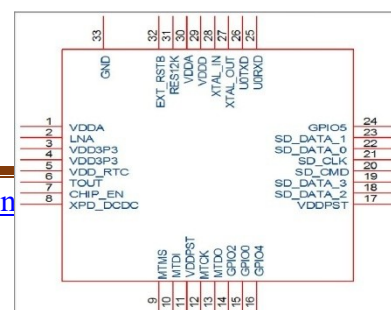 33 32 31 30 29 28 27 26 25
GND EXT_RSTB RES12K VDDA VDDD XTAL_IN XTAL_OUT U0TXD U0RXD
1 VDDA
2 LNA
3 VDD3P3
4 VDD3P3
5 VDD_RTC
6 TOUT
7 CHIP_EN
8 XPD_DCDC
GPIO5 24
SD_DATA_1 23
SD_DATA_0 22
SD_CLK 21
SD_CMD 20
SD_DATA_3 19
SD_DATA_2 18
VDDPST 17
MTMS MTDI VDDPST MTCK MTDO GPIO2 GPIO0 GPIO4
9 10 11 12 13 14 15 16
n